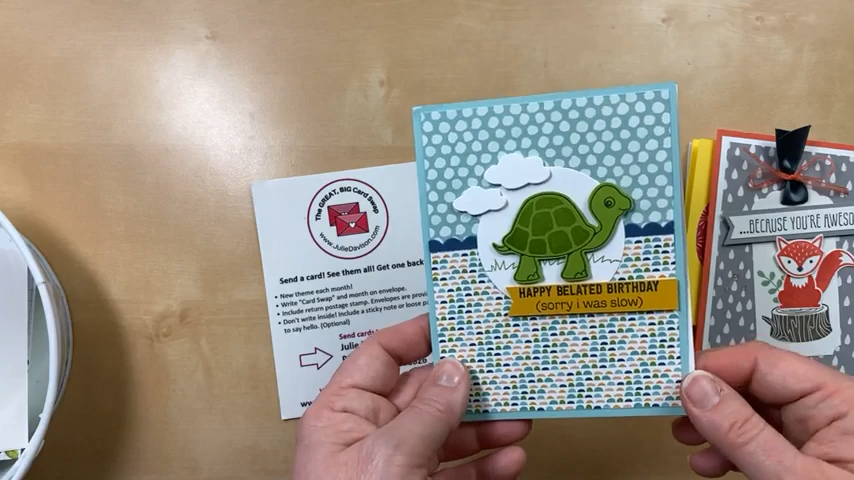 The GREAT, BIG Card Swap
www.JulieDavison.com
Send a card! See them all! Get one back
• New theme each month!
• Write "Card Swap" and month on envelope.
• Include return postage stamp. Envelopes are provi
• Don't write inside! Include a sticky note or loose pa
to say hello. (Optional)
Send cards
Julie
HAPPY BELATED BIRTHDAY
(sorry i was slow)
...BECAUSE YOU'RE AWESO